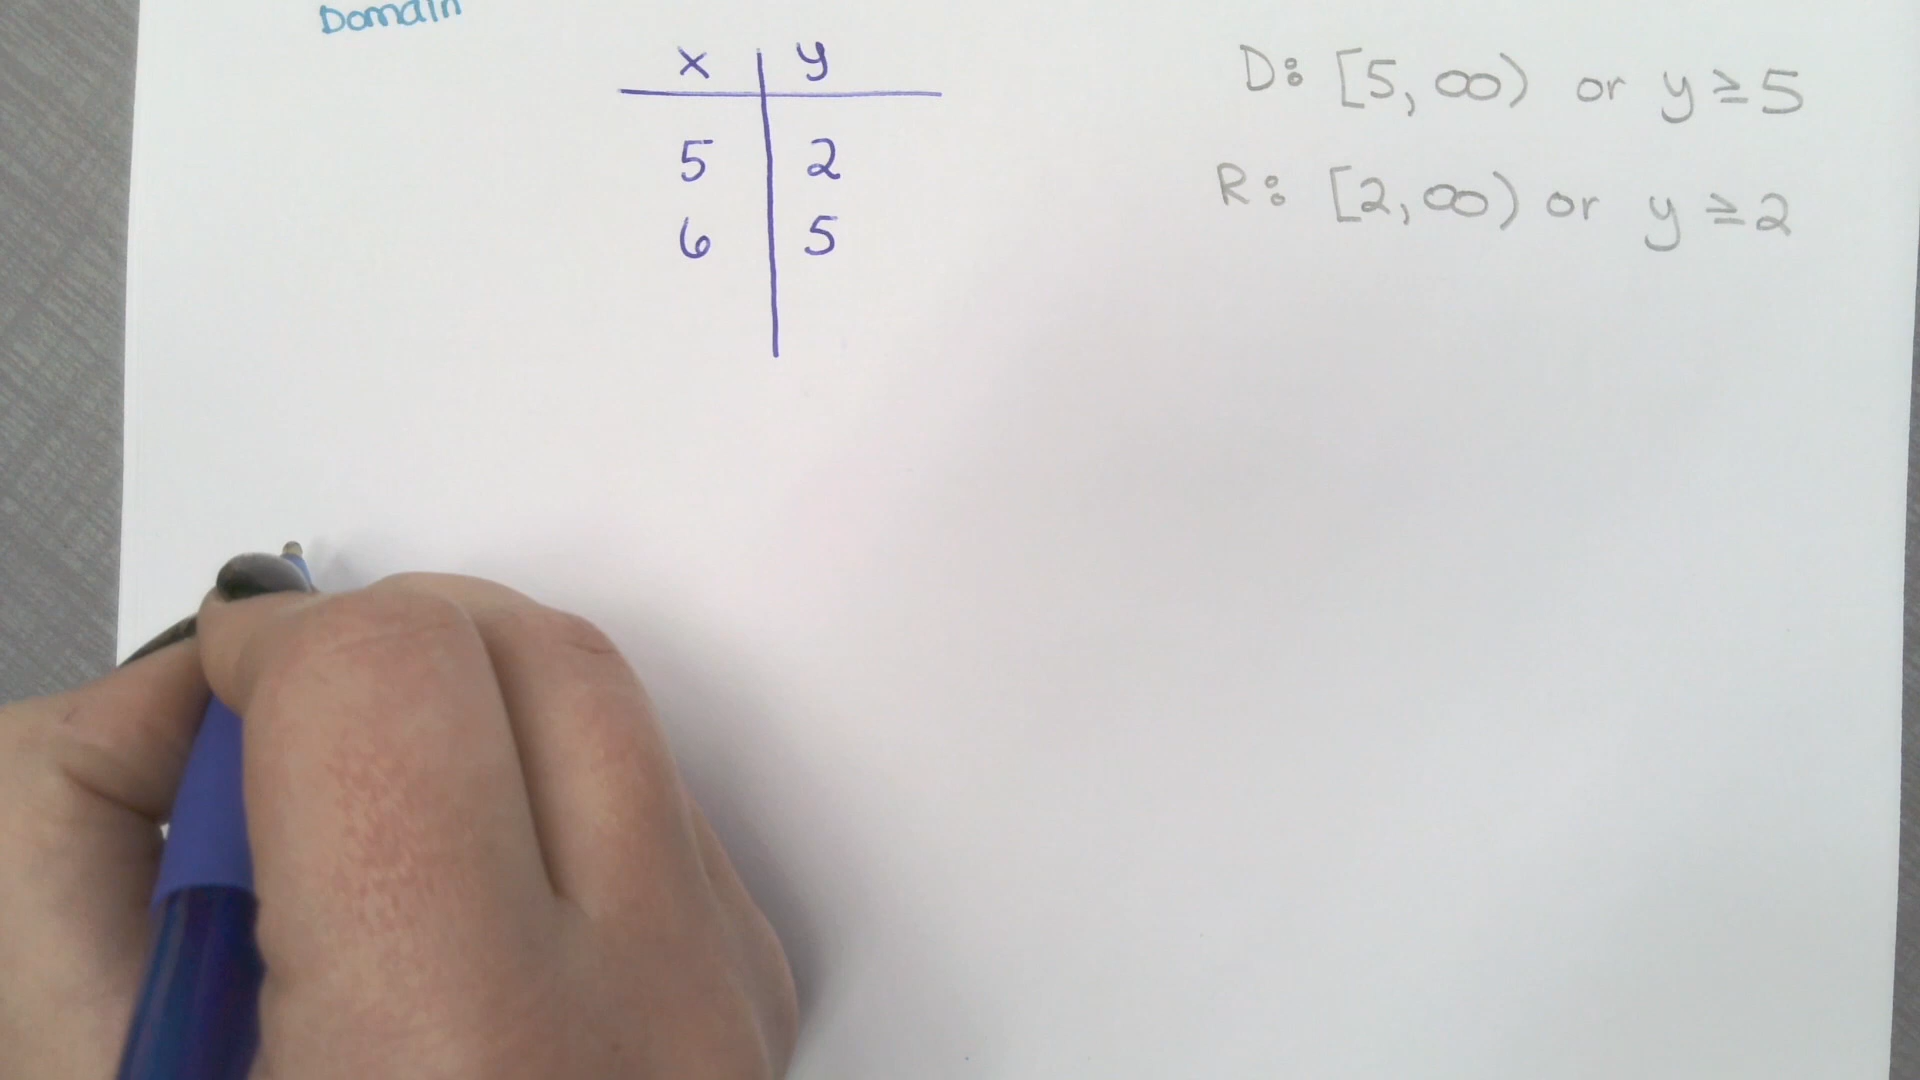 Domain
x y
5 2
6 5
D: [5, ∞) or y ≥ 5
R: [2, ∞) or y ≥ 2